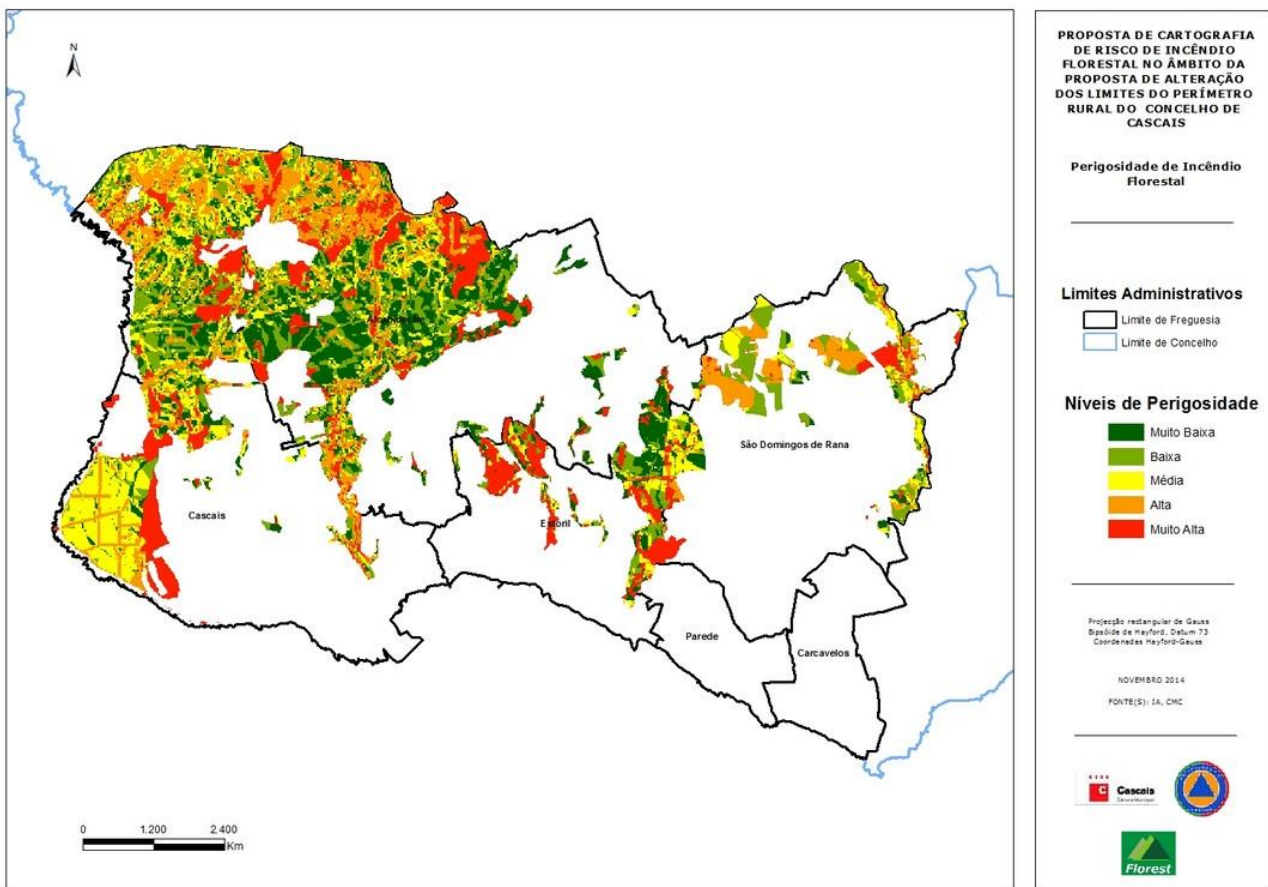 N
Alcabideche
Cascais
Estoril
São Domingos de Rana
Parede
Carcavelos
0 1.200 2.400
Km
PROPOSTA DE CARTOGRAFIA
DE RISCO DE INCÊNDIO
FLORESTAL NO ÂMBITO DA
PROPOSTA DE ALTERAÇÃO
DOS LIMITES DO PERÍMETRO
RURAL DO CONCELHO DE
CASCAIS
Perigosidade de Incêndio
Florestal
Limites Administrativos
Limite de Freguesia
Limite de Concelho
Níveis de Perigosidade
Muito Baixa
Baixa
Média
Alta
Muito Alta
Projecção rectangular de Gauss
Elipsóide de Hayford, Datum 73
Coordenadas Hayford-Gauss
NOVEMBRO 2014
FONTE(S): IA, CMC
C Cascais
Câmara Municipal
Florest